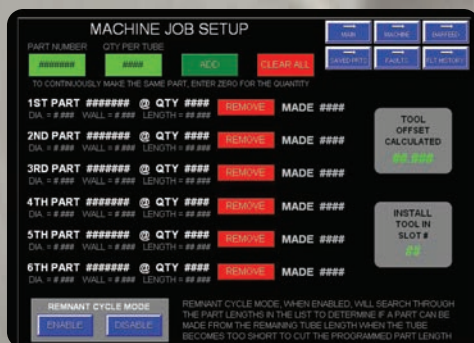 MACHINE JOB SETUP
MAIN
MACHINE
BARFEED
PART NUMBER
QTY PER TUBE
#######
####
ADD
CLEAR ALL
SAVED PRTS
FAULTS
FLT HISTORY
TO CONTINUOUSLY MAKE THE SAME PART, ENTER ZERO FOR THE QUANTITY
1ST PART ####### @ QTY #### REMOVE MADE ####
DIA. = #.### WALL = #.### LENGTH = ##.###
2ND PART ####### @ QTY #### REMOVE MADE ####
DIA. = #.### WALL = #.### LENGTH = ##.###
3RD PART ####### @ QTY #### REMOVE MADE ####
DIA. = #.### WALL = #.### LENGTH = ##.###
4TH PART ####### @ QTY #### REMOVE MADE ####
DIA. = #.### WALL = #.### LENGTH = ##.###
5TH PART ####### @ QTY #### REMOVE MADE ####
DIA. = #.### WALL = #.### LENGTH = ##.###
6TH PART ####### @ QTY #### REMOVE MADE ####
DIA. = #.### WALL = #.### LENGTH = ##.###
TOOL
OFFSET
CALCULATED
##.###
INSTALL
TOOL IN
SLOT #
##
REMNANT CYCLE MODE
ENABLE
DISABLE
REMNANT CYCLE MODE, WHEN ENABLED, WILL SEARCH THROUGH
THE PART LENGTHS IN THE LIST TO DETERMINE IF A PART CAN BE
MADE FROM THE REMAINING TUBE LENGTH WHEN THE TUBE
BECOMES TOO SHORT TO CUT THE PROGRAMMED PART LENGTH